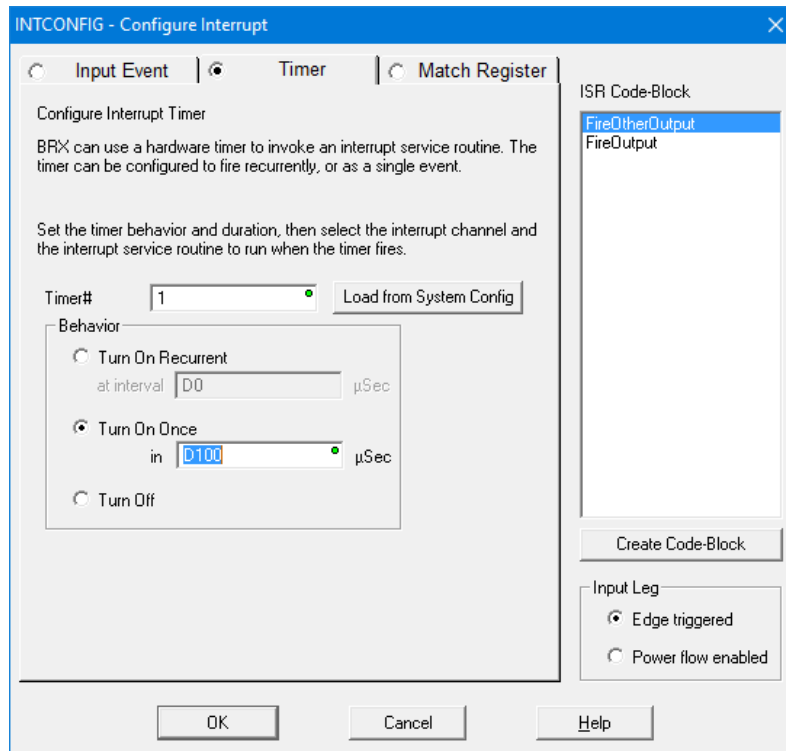 INTCONFIG - Configure Interrupt
Input Event
Timer
Match Register
Configure Interrupt Timer
BRX can use a hardware timer to invoke an interrupt service routine. The
timer can be configured to fire recurrently, or as a single event.
Set the timer behavior and duration, then select the interrupt channel and
the interrupt service routine to run when the timer fires.
Timer#
1
Load from System Config
Behavior
Turn On Recurrent
at interval D0 µSec
Turn On Once
in D100 µSec
Turn Off
ISR Code-Block
FireOtherOutput
FireOutput
Create Code-Block
Input Leg
Edge triggered
Power flow enabled
OK
Cancel
Help